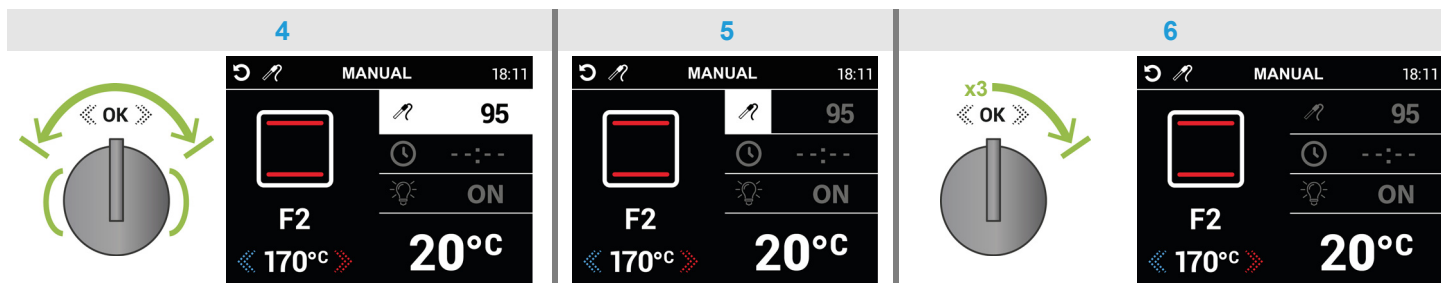 4
OK
MANUAL 18:11
95
--:--
ON
F2
170°C
20°C
5
MANUAL 18:11
95
--:--
ON
F2
170°C
20°C
6
x3
OK
MANUAL 18:11
95
--:--
ON
F2
170°C
20°C